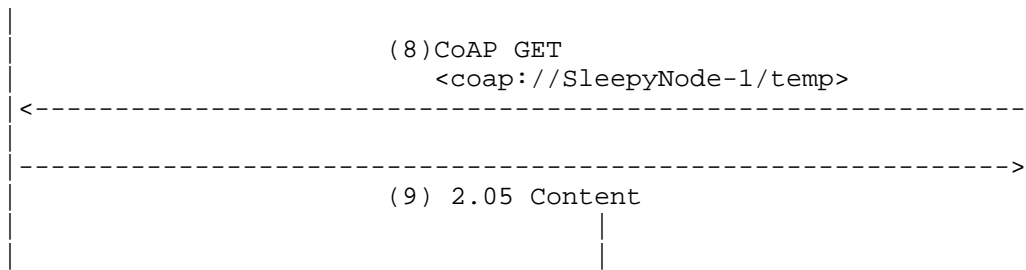 (8)CoAP GET
<coap://SleepyNode-1/temp>
(9) 2.05 Content